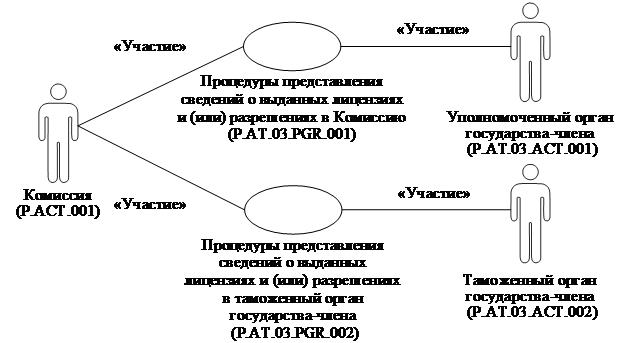 «Участие»
«Участие»
Процедуры представления
сведений о выданных лицензиях
и (или) разрешениях в Комиссию
(P.AT.03.PGR.001)
Уполномоченный орган
государства-члена
(P.AT.03.ACT.001)
Комиссия
(P.ACT.001)
«Участие»
«Участие»
Процедуры представления
сведений о выданных
лицензиях и (или) разрешениях
в таможенный орган
государства-члена
(P.AT.03.PGR.002)
Таможенный орган
государства-члена
(P.AT.03.ACT.002)